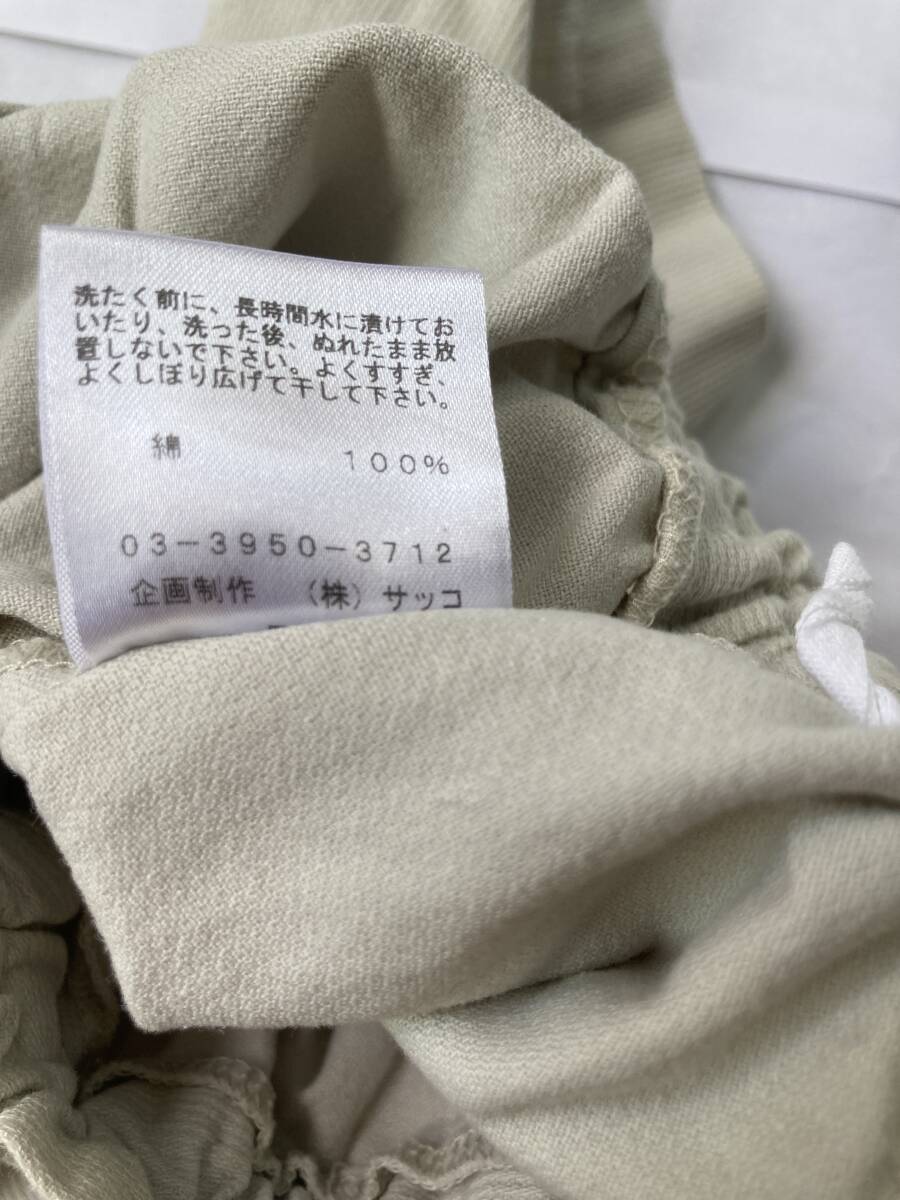 洗たく前に、長時間水に漬けてお
いたり、洗った後、ぬれたまま放
置しないで下さい。よくすすぎ、
よくしぼり広げて干して下さい。
綿 100%
03-3950-3712
企画制作 (株)サッコ